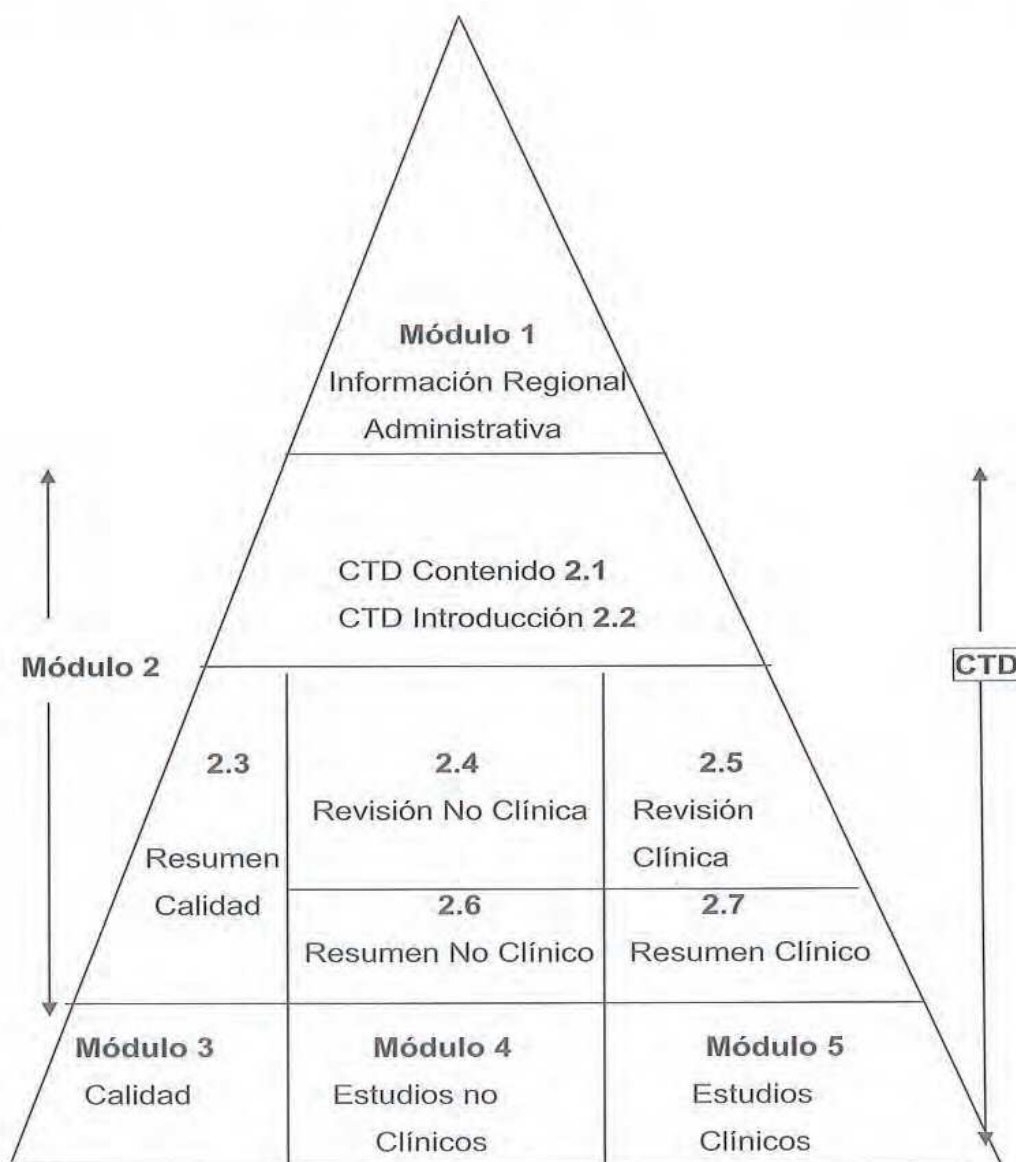 Módulo 1
Información Regional
Administrativa
CTD Contenido 2.1
CTD Introducción 2.2
Módulo 2
CTD
2.3
Resumen
Calidad
2.4
Revisión No Clínica
2.5
Revisión
Clínica
2.6
Resumen No Clínico
2.7
Resumen Clínico
Módulo 3
Calidad
Módulo 4
Estudios no
Clínicos
Módulo 5
Estudios
Clínicos